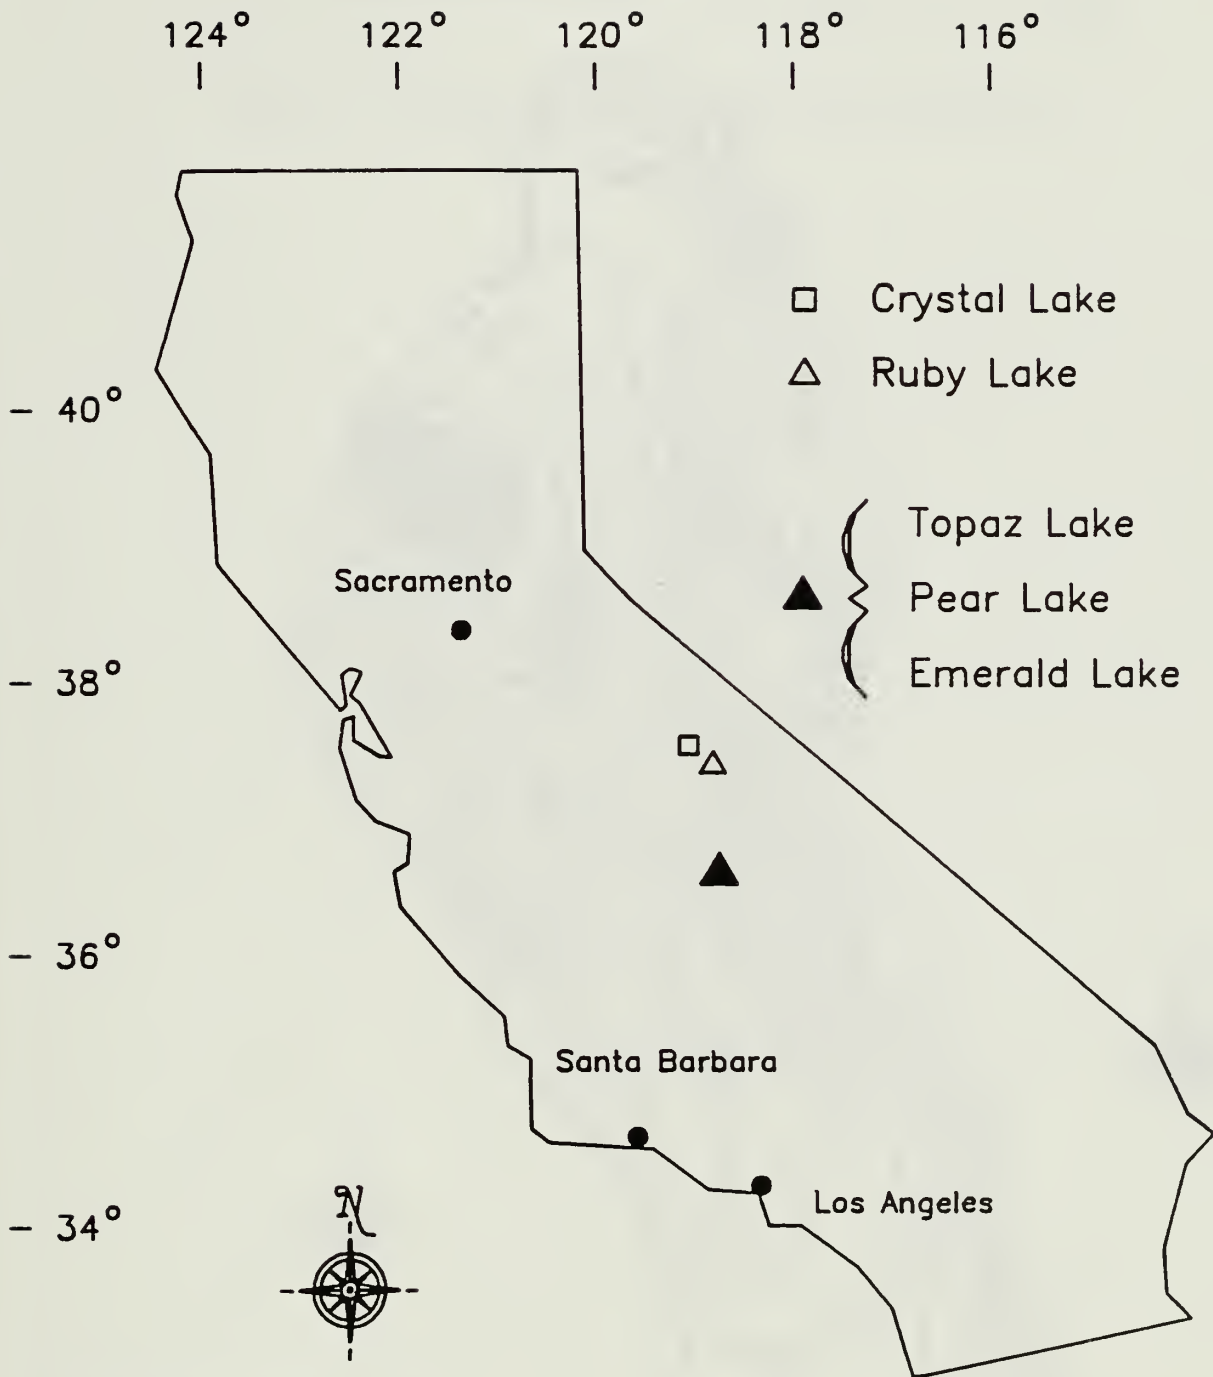 124° 122° 120° 118° 116°
Crystal Lake
Ruby Lake
40°
Topaz Lake
Sacramento
Pear Lake
Emerald Lake
38°
36°
Santa Barbara
Los Angeles
N
34°